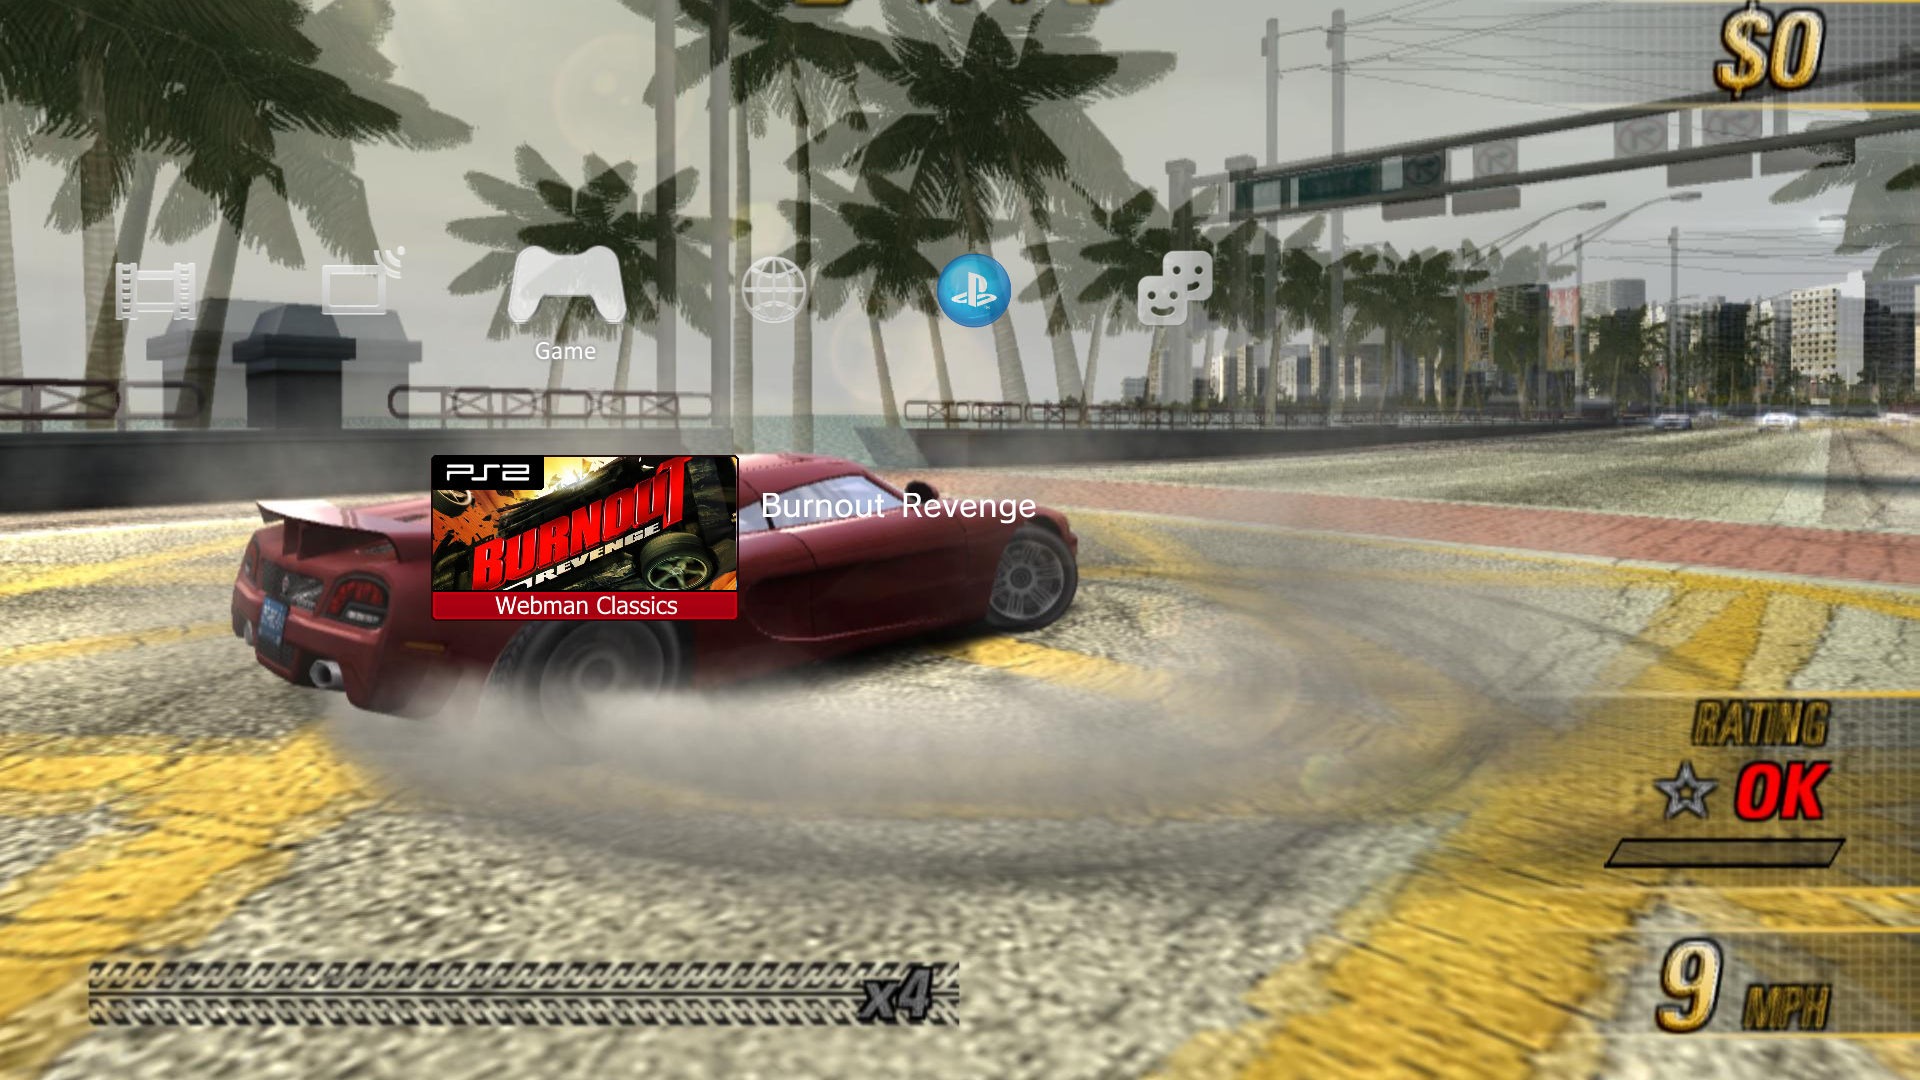 $0
Game
PS2
BURNOUT
REVENGE
Webman Classics
Burnout Revenge
RATING
OK
x4
9 MPH